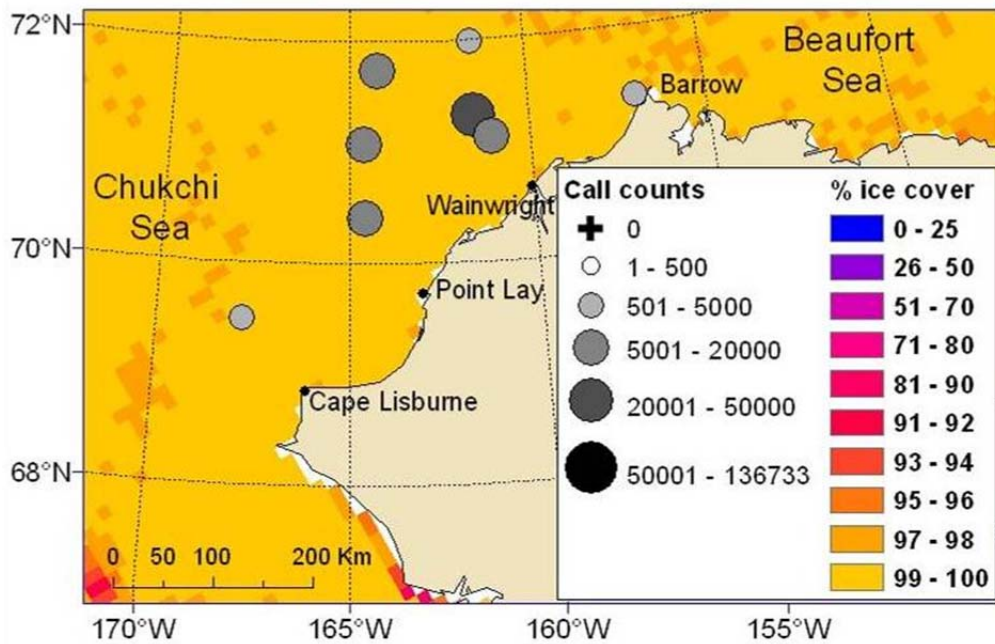 72°N
70°N
68°N
170°W
165°W
160°W
155°W
Beaufort
Sea
Barrow
Chukchi
Sea
Wainwright
Point Lay
Cape Lisburne
0 50 100 200 Km
Call counts
0
1 - 500
501 - 5000
5001 - 20000
20001 - 50000
50001 - 136733
% ice cover
0 - 25
26 - 50
51 - 70
71 - 80
81 - 90
91 - 92
93 - 94
95 - 96
97 - 98
99 - 100